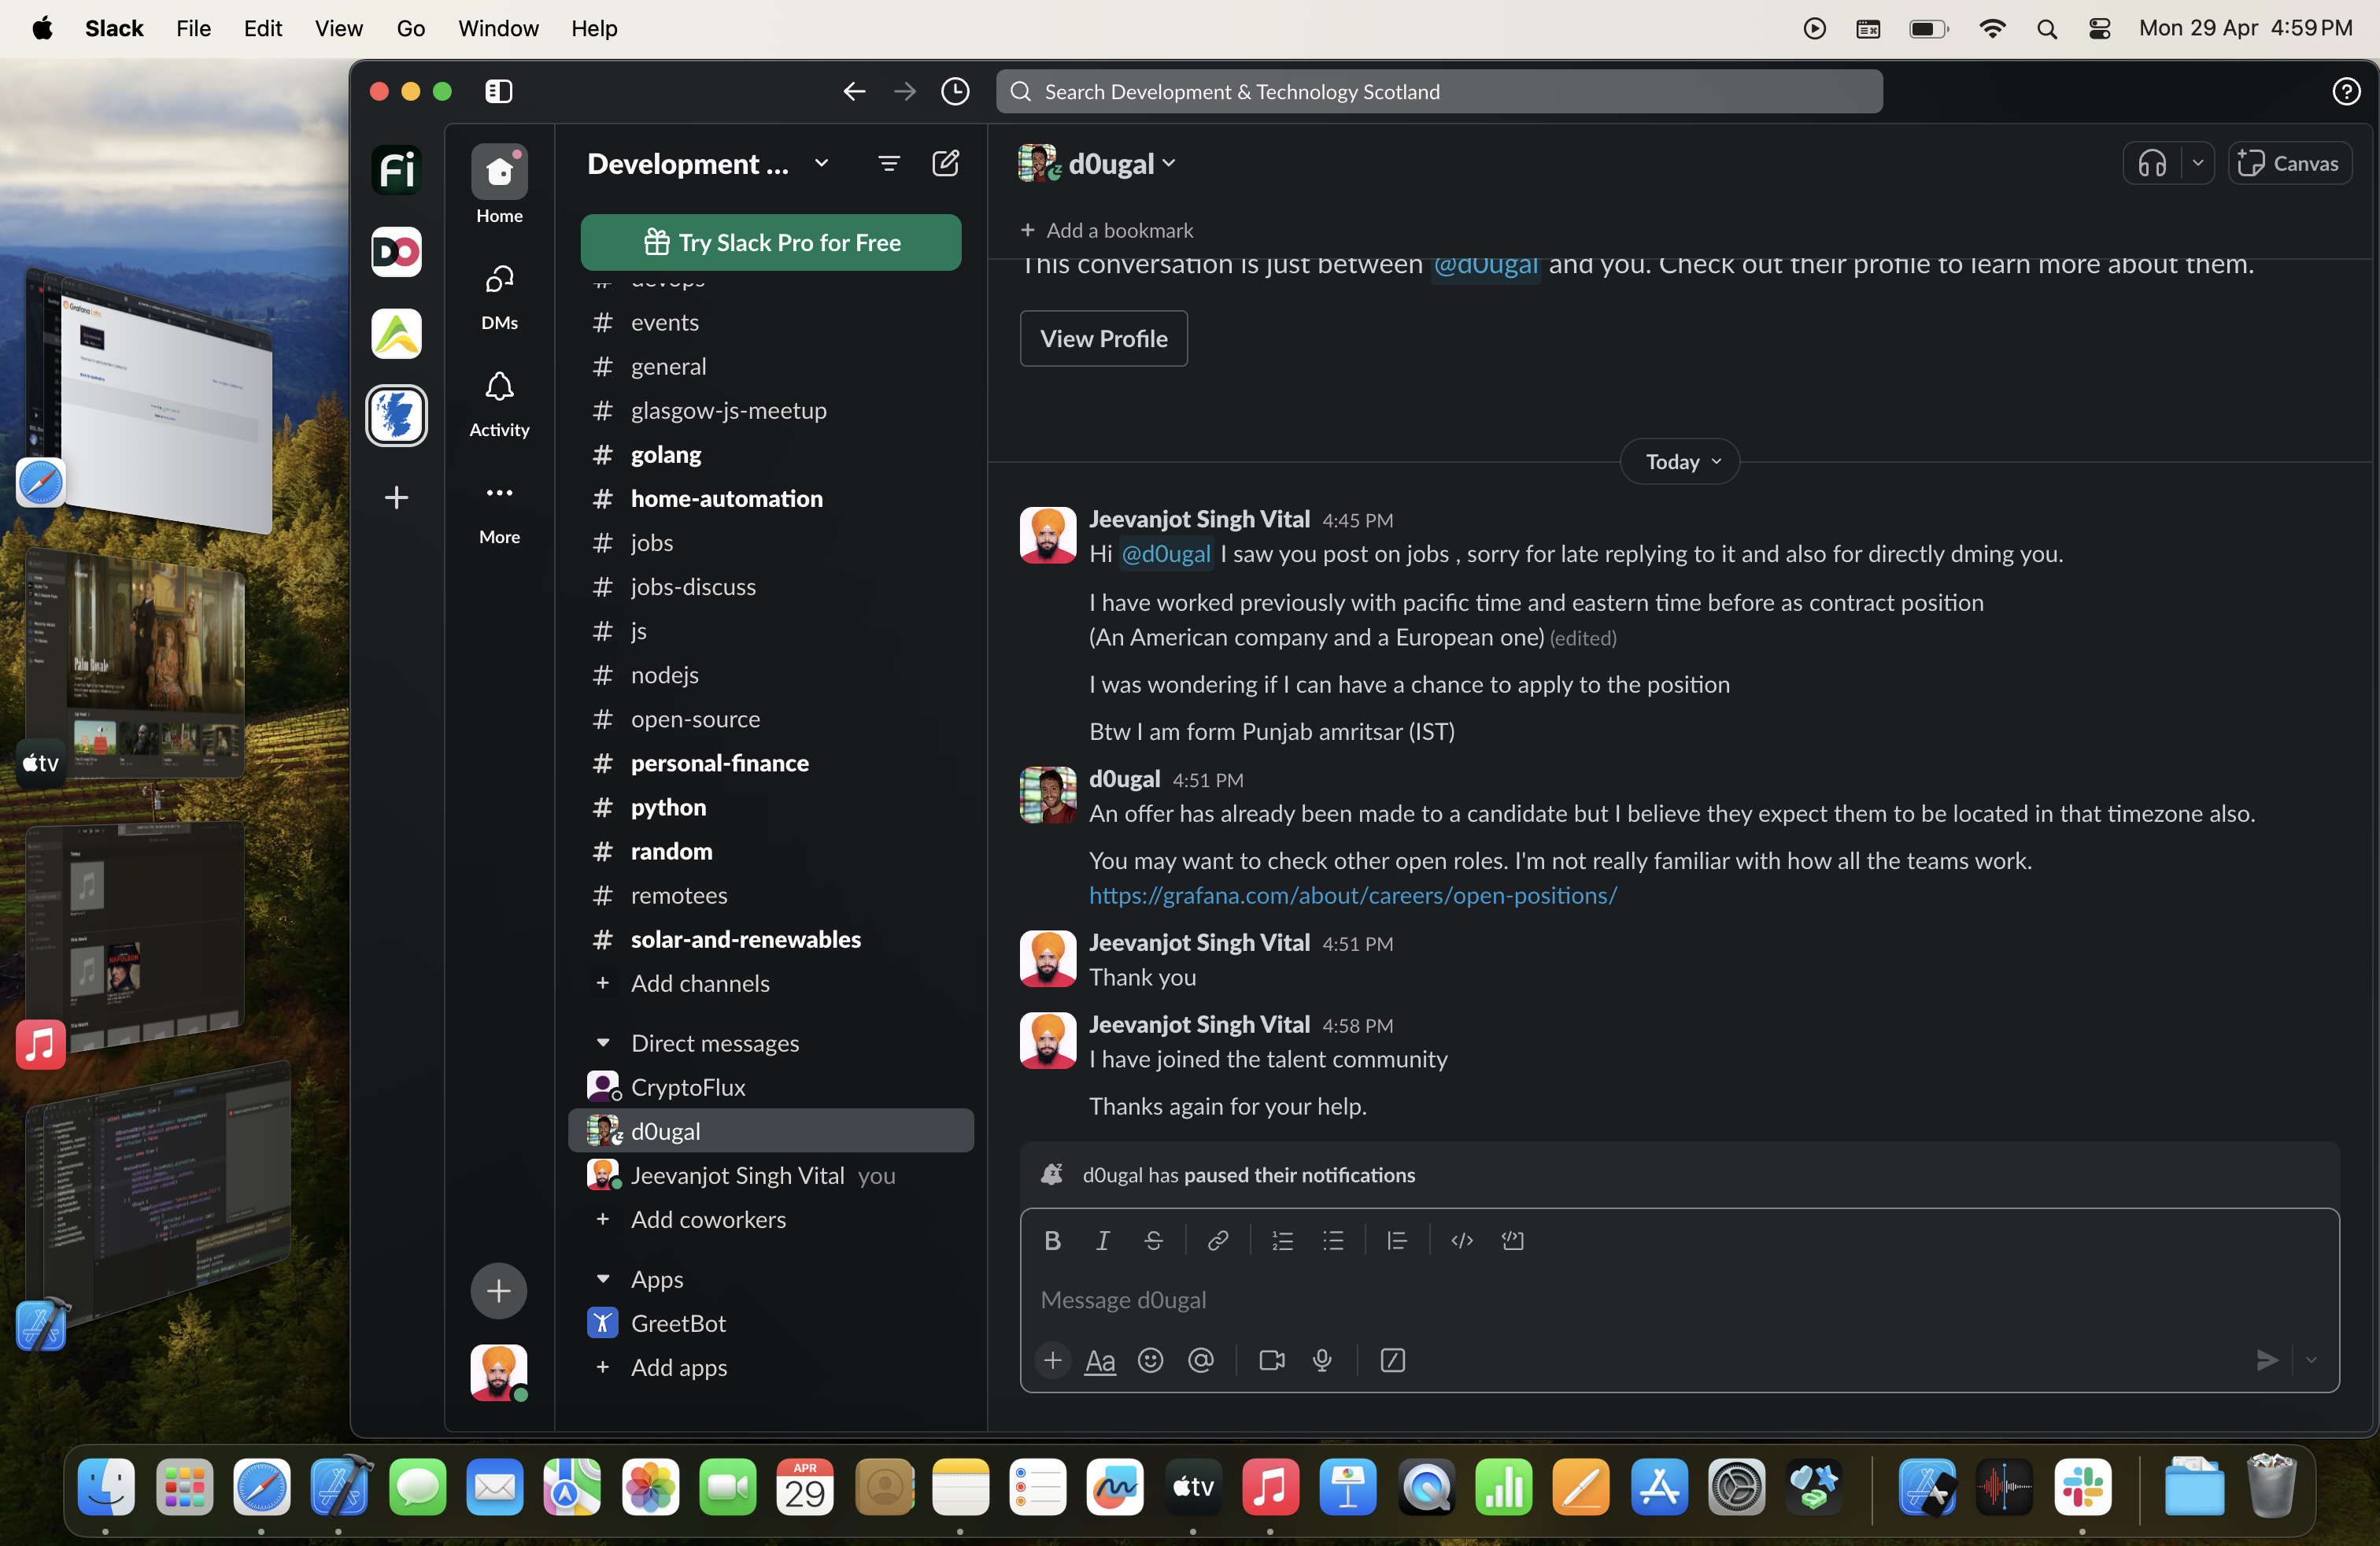 Slack File Edit View Go Window Help
Mon 29 Apr 4:59 PM
Search Development & Technology Scotland
Fi
DO
Home
DMs
Activity
More
Development ...
Try Slack Pro for Free
# devops
# events
# general
# glasgow-js-meetup
# golang
# home-automation
# jobs
# jobs-discuss
# js
# nodejs
# open-source
# personal-finance
# python
# random
# remotees
# solar-and-renewables
+ Add channels
Direct messages
CryptoFlux
d0ugal
Jeevanjot Singh Vital you
+ Add coworkers
Apps
GreetBot
+ Add apps
d0ugal
Canvas
+ Add a bookmark
This conversation is just between @d0ugal and you. Check out their profile to learn more about them.
View Profile
Today
Jeevanjot Singh Vital 4:45 PM
Hi @d0ugal I saw you post on jobs , sorry for late replying to it and also for directly dming you.
I have worked previously with pacific time and eastern time before as contract position
(An American company and a European one) (edited)
I was wondering if I can have a chance to apply to the position
Btw I am form Punjab amritsar (IST)
d0ugal 4:51 PM
An offer has already been made to a candidate but I believe they expect them to be located in that timezone also.
You may want to check other open roles. I'm not really familiar with how all the teams work.
https://grafana.com/about/careers/open-positions/
Jeevanjot Singh Vital 4:51 PM
Thank you
Jeevanjot Singh Vital 4:58 PM
I have joined the talent community
Thanks again for your help.
d0ugal has paused their notifications
B I S
Message d0ugal
Aa @
Grafana Labs
Palm Royale
tv
APR
29
tv